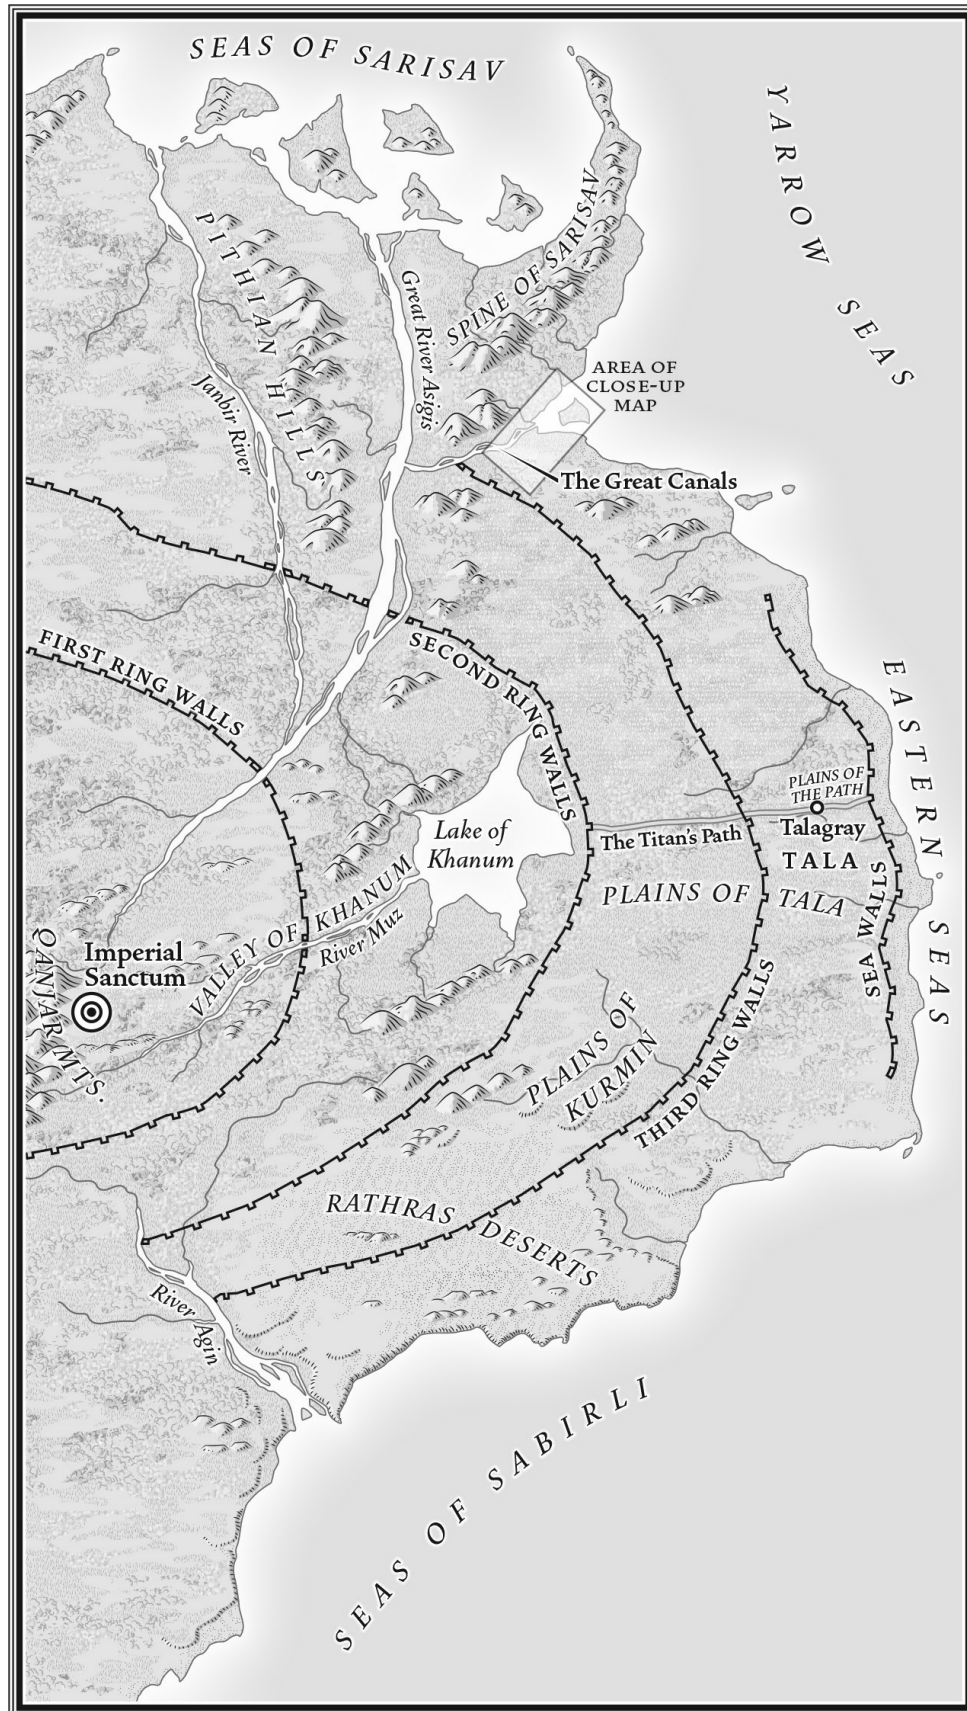 SEAS OF SARISAV
YARROW SEAS
PITHIAN HILLS
SPINE OF SARISAV
Great River Asigis
Janbir River
AREA OF
CLOSE-UP
MAP
The Great Canals
FIRST RING WALLS
SECOND RING WALLS
EASTERN SEAS
PLAINS OF
THE PATH
Lake of
Khanum
The Titan's Path
Talagray
TALA
PLAINS OF TALA
SEA WALLS
VALLEY OF KHANUM
River Muz
QANJAR MTS.
Imperial
Sanctum
PLAINS OF
KURMIN
THIRD RING WALLS
RATHRAS DESERTS
River Agin
SEAS OF SABIRLI